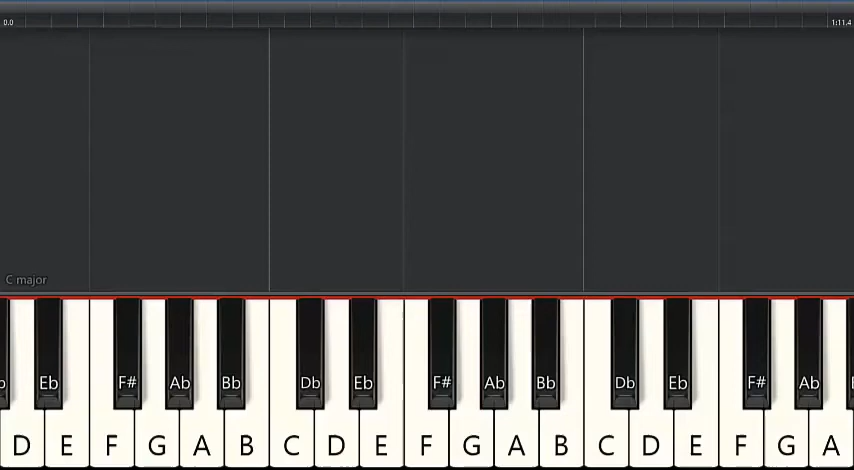 0.0 1:11.4
C major
Eb F# Ab Bb Db Eb F# Ab Bb Db Eb F# Ab
D E F G A B C D E F G A B C D E F G A